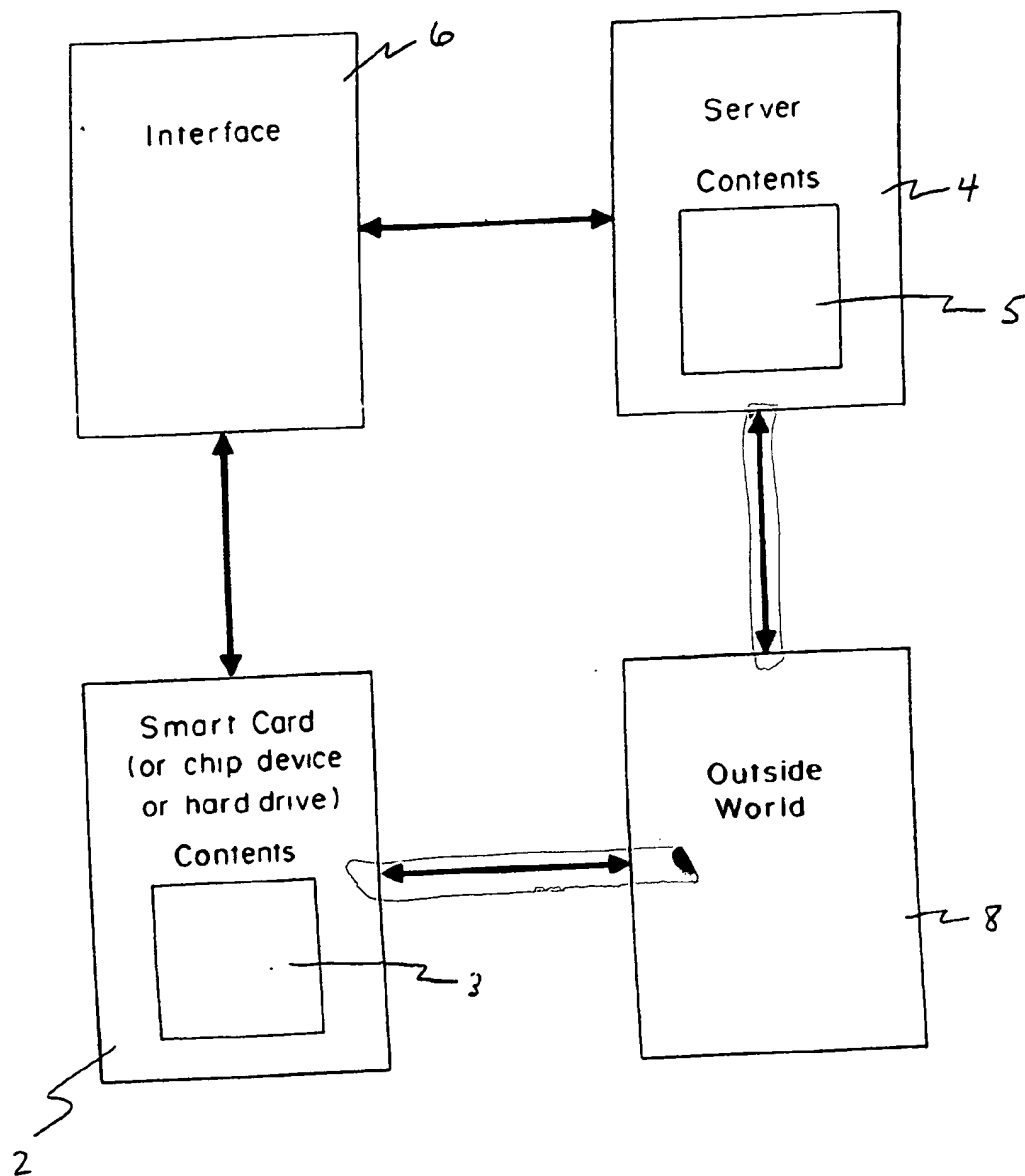 6
Interface
Server
Contents
4
5
Smart Card
(or chip device
or hard drive)
Contents
3
2
Outside
World
8